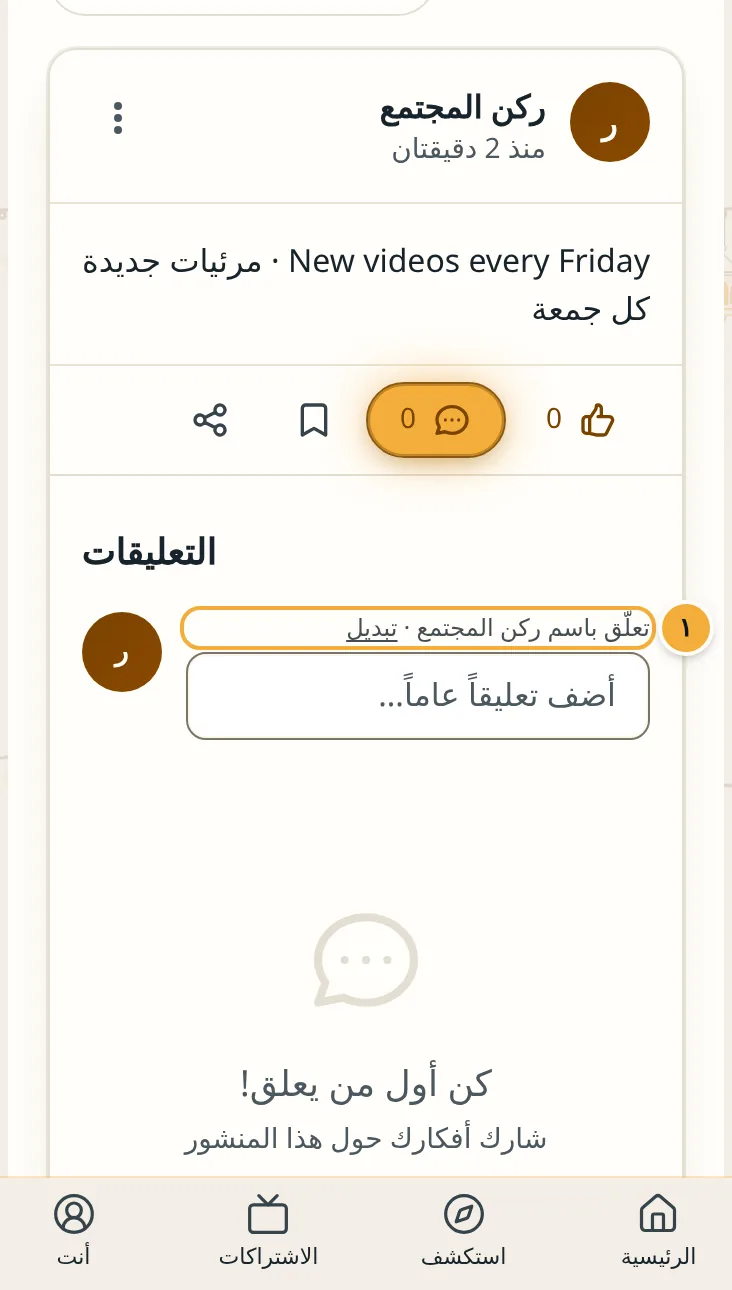 ر
ركن المجتمع
منذ 2 دقيقتان
New videos every Friday · مرئيات جديدة
كل جمعة
0
0
التعليقات
١
تعلّق باسم ركن المجتمع · تبديل
ر
أضف تعليقاً عاماً...
كن أول من يعلق!
شارك أفكارك حول هذا المنشور
الرئيسية
استكشف
الاشتراكات
أنت